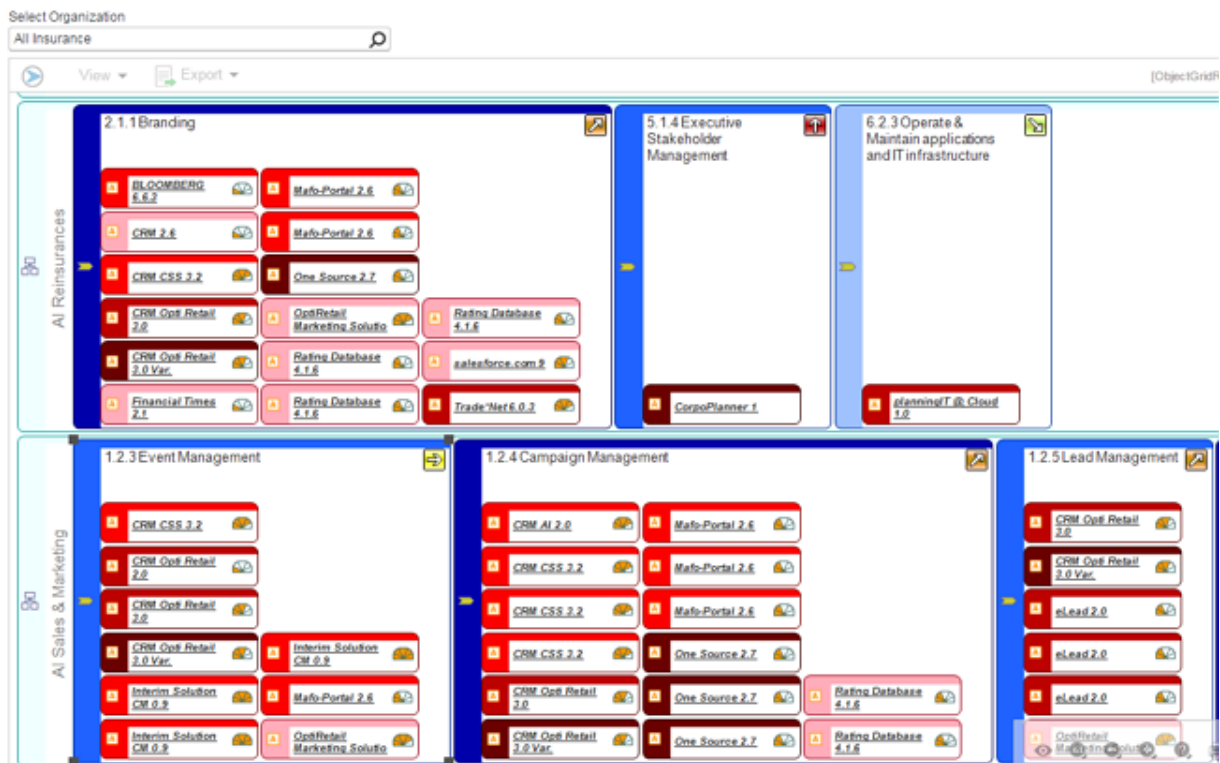 Select Organization
All Insurance
View
Export
[ObjectGridR
AI Reinsurances
2.1.1 Branding
BLOOMBERG
6.6.3
Mafo-Portal 2.6
CRM 2.6
Mafo-Portal 2.6
CRM CSS 3.2
One Source 2.7
CRM Opti Retail
3.0
OptiRetail
Marketing Solutio
Rating Database
4.1.6
CRM Opti Retail
3.0 Var.
Rating Database
4.1.6
salesforce.com 9
Financial Times
2.1
Rating Database
4.1.6
Trade*Net 6.0.3
5.1.4 Executive
Stakeholder
Management
CorpoPlanner 1
6.2.3 Operate &
Maintain applications
and IT infrastructure
planningIT @ Cloud
1.0
AI Sales & Marketing
1.2.3 Event Management
CRM CSS 3.2
CRM Opti Retail
2.0
CRM Opti Retail
3.0
CRM Opti Retail
3.0 Var.
Interim Solution
CM 0.9
Interim Solution
CM 0.9
Mafo-Portal 2.6
Interim Solution
CM 0.9
OptiRetail
Marketing Solutio
1.2.4 Campaign Management
CRM AI 2.0
Mafo-Portal 2.6
CRM CSS 3.2
Mafo-Portal 2.6
CRM CSS 3.2
Mafo-Portal 2.6
CRM CSS 3.2
One Source 2.7
CRM Opti Retail
3.0
One Source 2.7
Rating Database
4.1.6
CRM Opti Retail
3.0 Var.
One Source 2.7
Rating Database
4.1.6
1.2.5 Lead Management
CRM Opti Retail
3.0
CRM Opti Retail
3.0 Var.
eLead 2.0
eLead 2.0
eLead 2.0
OptiRetail
Marketing Solutio